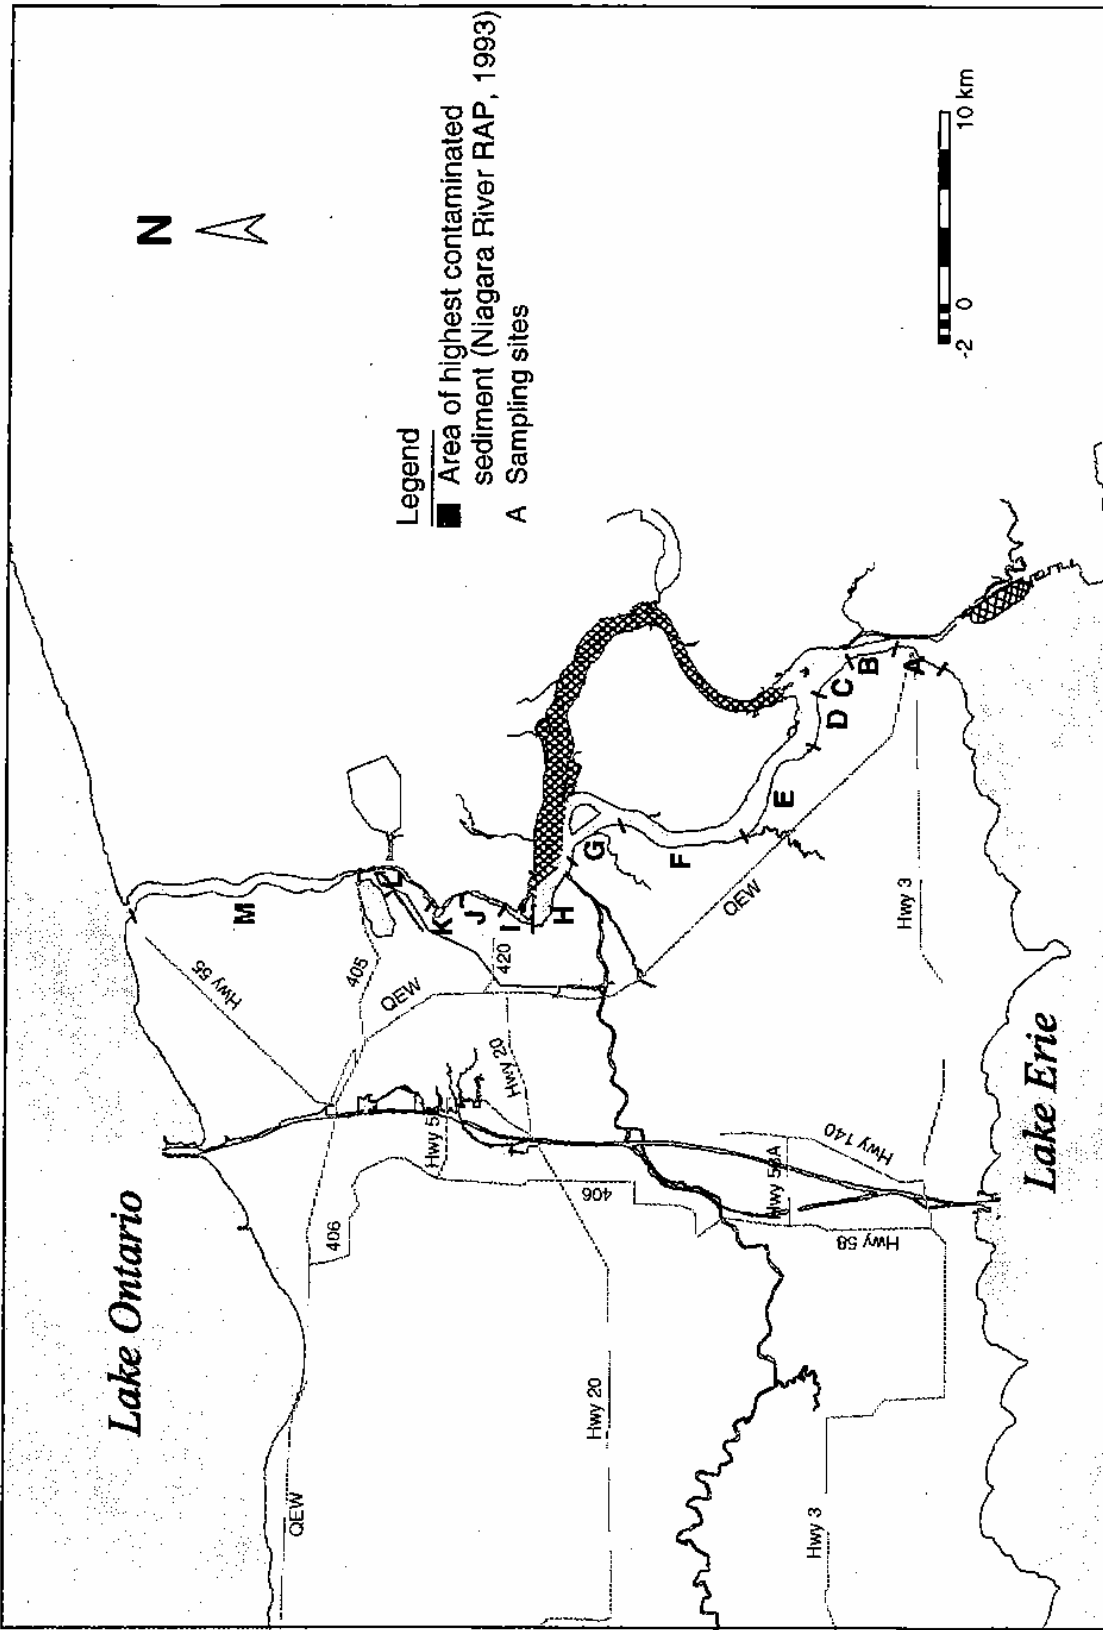 N
Legend
Area of highest contaminated
sediment (Niagara River RAP, 1993)
A Sampling sites
-2 0 10 km
Lake Ontario
Lake Erie
QEW
406
Hwy 55
405
QEW
420
Hwy 20
Hwy 5
406
Hwy 20
Hwy 58A
Hwy 140
Hwy 58
Hwy 3
Hwy 3
QEW
M
L
K
J
I
H
G
F
E
D
C
B
A